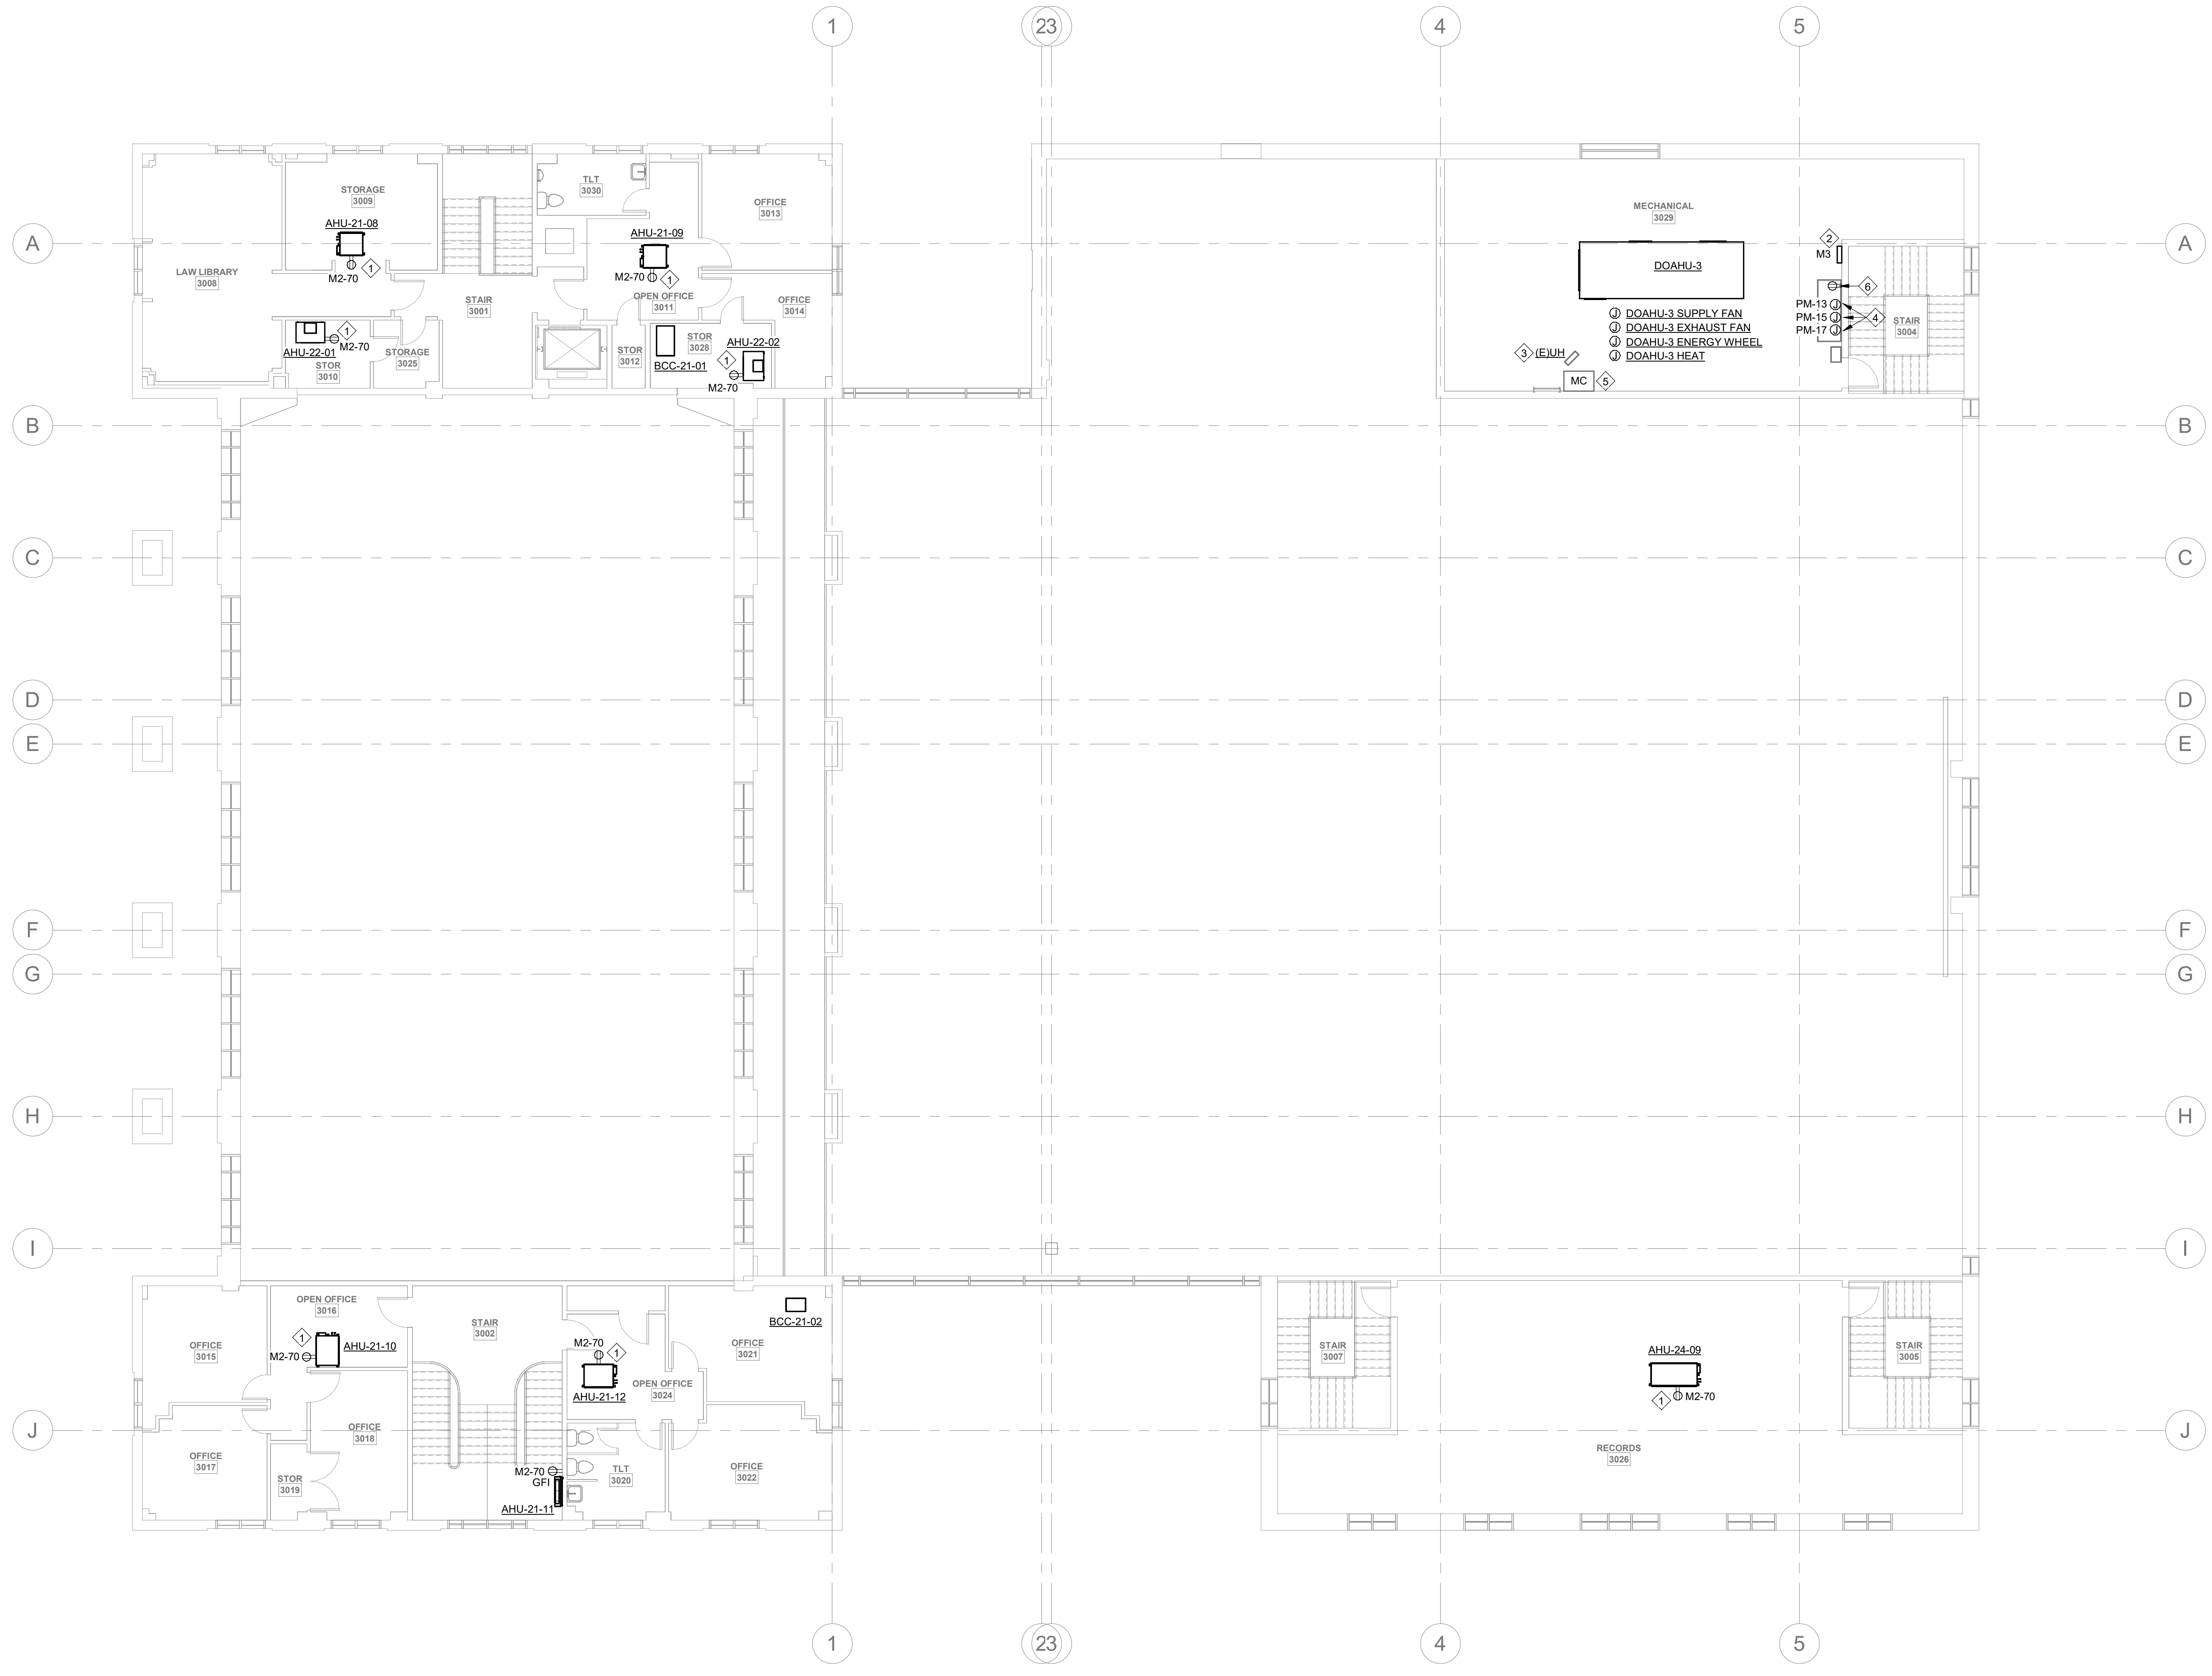 1
2
3
4
5
TLT
3030
STORAGE
3009
OFFICE
3013
MECHANICAL
3029
AHU-21-08
AHU-21-09
A
A
2
M3
LAW LIBRARY
3008
M2-70
1
M2-70
1
DOAHU-3
6
STAIR
3001
OPEN OFFICE
3011
OFFICE
3014
PM-13 J
PM-15 J
PM-17 J
4
STAIR
3004
J DOAHU-3 SUPPLY FAN
J DOAHU-3 EXHAUST FAN
J DOAHU-3 ENERGY WHEEL
J DOAHU-3 HEAT
1
M2-70
AHU-22-01
STOR
3010
STORAGE
3025
STOR
3012
STOR
3028
BCC-21-01
AHU-22-02
1
M2-70
3 (E)UH
MC 5
B
B
C
C
D
D
E
E
F
F
G
G
H
H
I
I
OPEN OFFICE
3016
STAIR
3002
BCC-21-02
1
M2-70
AHU-21-10
OFFICE
3015
M2-70
1
OFFICE
3021
STAIR
3007
AHU-24-09
STAIR
3005
AHU-21-12
OPEN OFFICE
3024
1
M2-70
J
J
OFFICE
3018
OFFICE
3017
STOR
3019
M2-70
GFI
AHU-21-11
TLT
3020
OFFICE
3022
RECORDS
3026
1
2
3
4
5